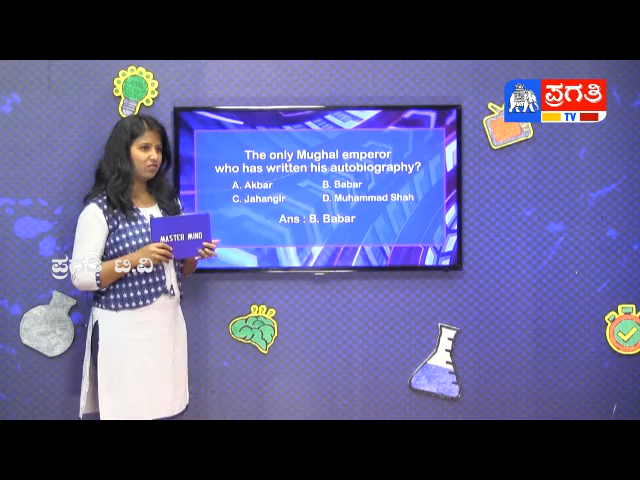 ಪ್ರಗತಿ
TV
The only Mughal emperor
who has written his autobiography?
A. Akbar B. Babar
C. Jahangir D. Muhammad Shah
Ans : B. Babar
MASTER MIND
ಪ್ರಗತಿ ಟಿ.ವಿ